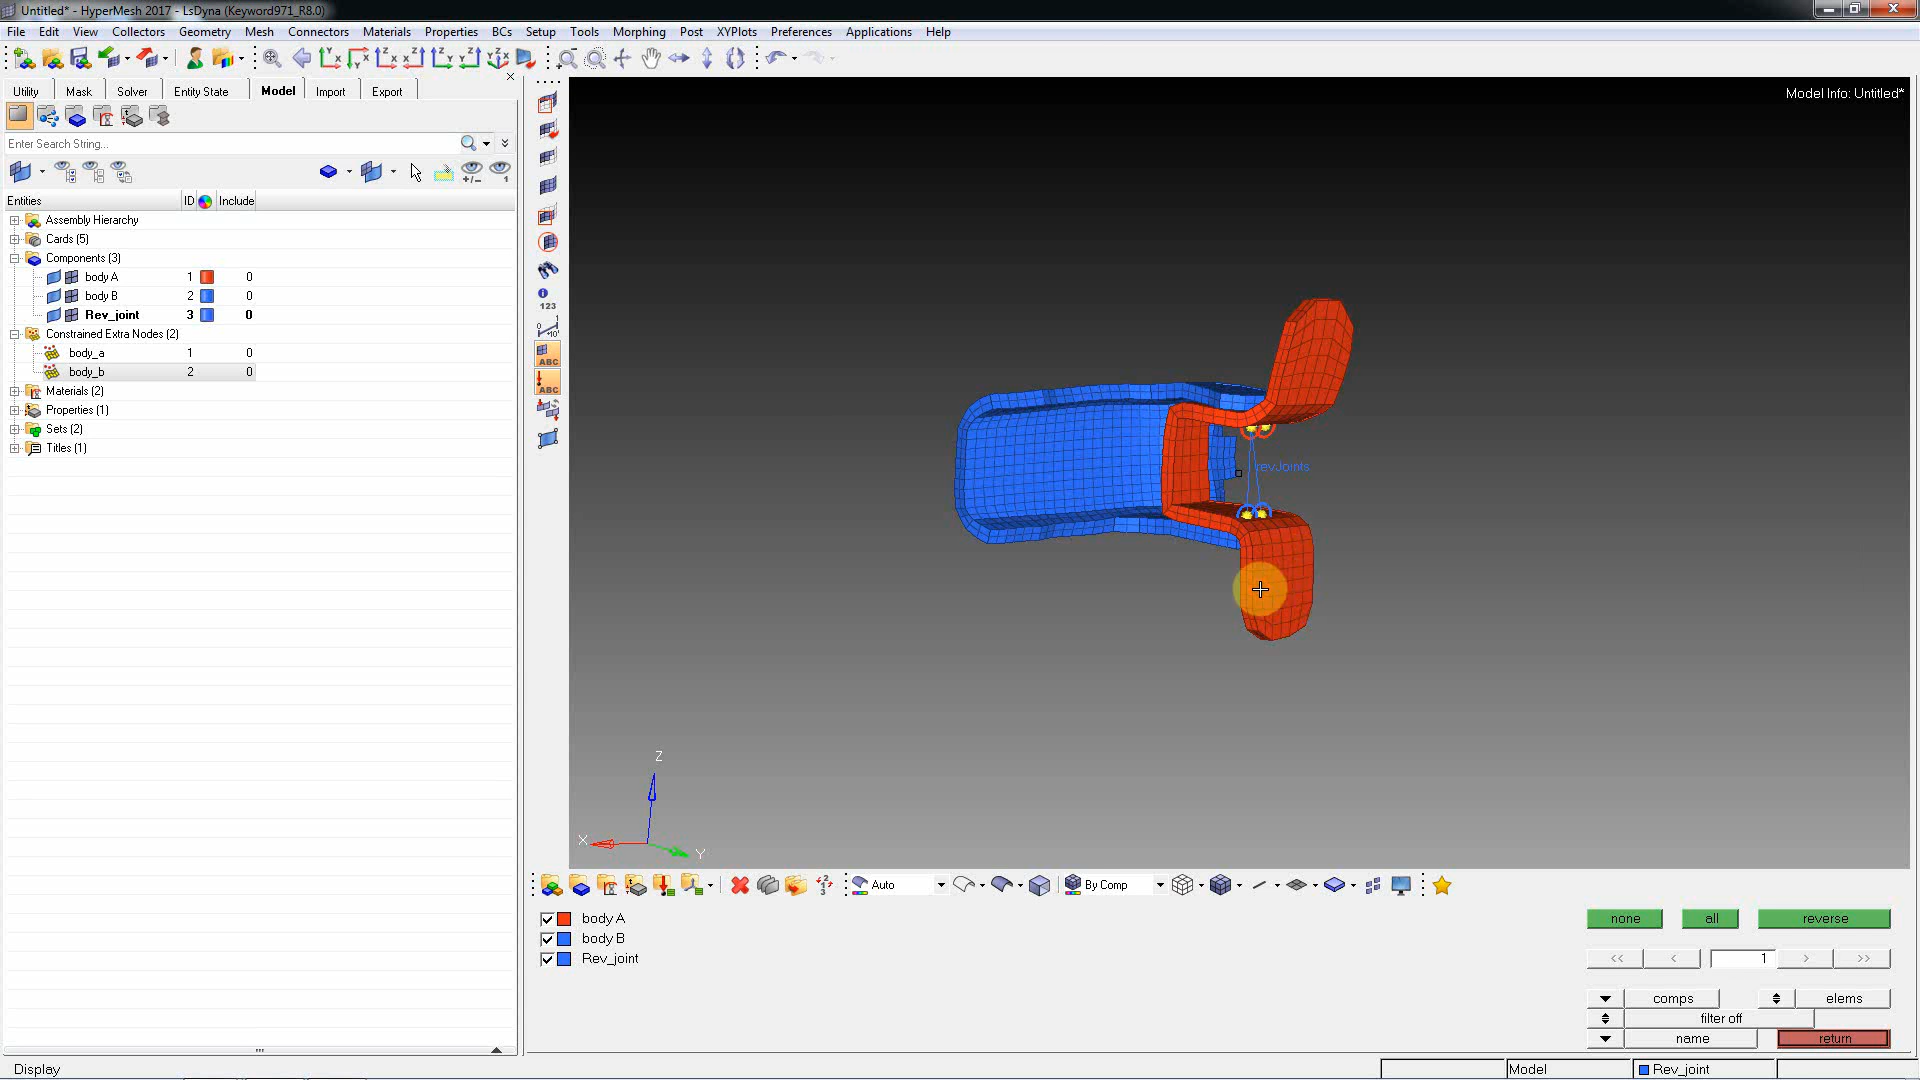 Untitled* - HyperMesh 2017 - LsDyna (Keyword971_R8.0)
File Edit View Collectors Geometry Mesh Connectors Materials Properties BCs Setup Tools Morphing Post XYPlots Preferences Applications Help
Utility Mask Solver Entity State Model Import Export
Enter Search String...
Entities ID Include
Assembly Hierarchy
Cards (5)
Components (3)
body A 1 0
body B 2 0
Rev_joint 3 0
Constrained Extra Nodes (2)
body_a 1 0
body_b 2 0
Materials (2)
Properties (1)
Sets (2)
Titles (1)
123
ABC
ABC
Model Info: Untitled*
revJoints
Z
X
Y
Auto By Comp
body A
body B
Rev_joint
none all reverse
<< < 1 > >>
comps elems
filter off
name return
Display Model Rev_joint